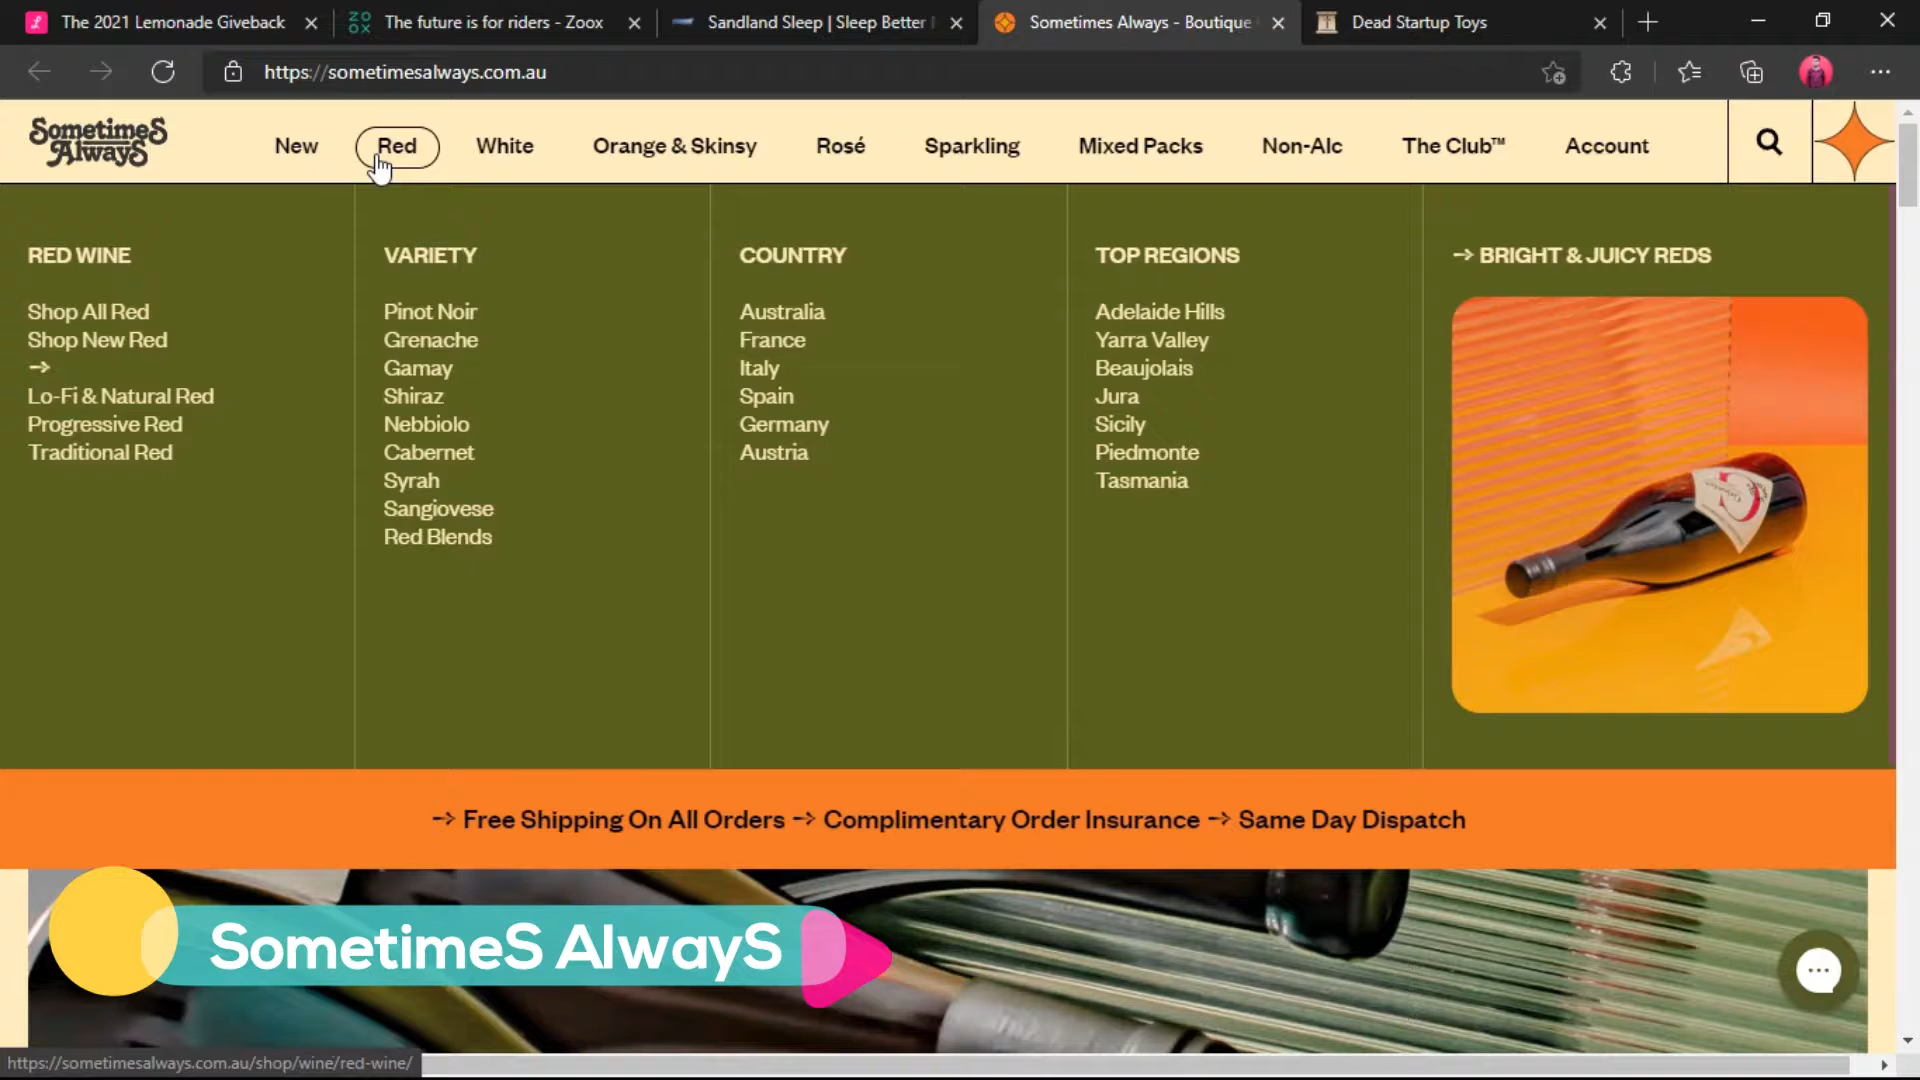 The 2021 Lemonade Giveback
The future is for riders - Zoox
Sandland Sleep | Sleep Better
Sometimes Always - Boutique
Dead Startup Toys
https://sometimesalways.com.au
SometimeS
AlwayS
New
Red
White
Orange & Skinsy
Rosé
Sparkling
Mixed Packs
Non-Alc
The Club™
Account
RED WINE
Shop All Red
Shop New Red
->
Lo-Fi & Natural Red
Progressive Red
Traditional Red
VARIETY
Pinot Noir
Grenache
Gamay
Shiraz
Nebbiolo
Cabernet
Syrah
Sangiovese
Red Blends
COUNTRY
Australia
France
Italy
Spain
Germany
Austria
TOP REGIONS
Adelaide Hills
Yarra Valley
Beaujolais
Jura
Sicily
Piedmonte
Tasmania
-> BRIGHT & JUICY REDS
-> Free Shipping On All Orders -> Complimentary Order Insurance -> Same Day Dispatch
SometimeS AlwayS
https://sometimesalways.com.au/shop/wine/red-wine/